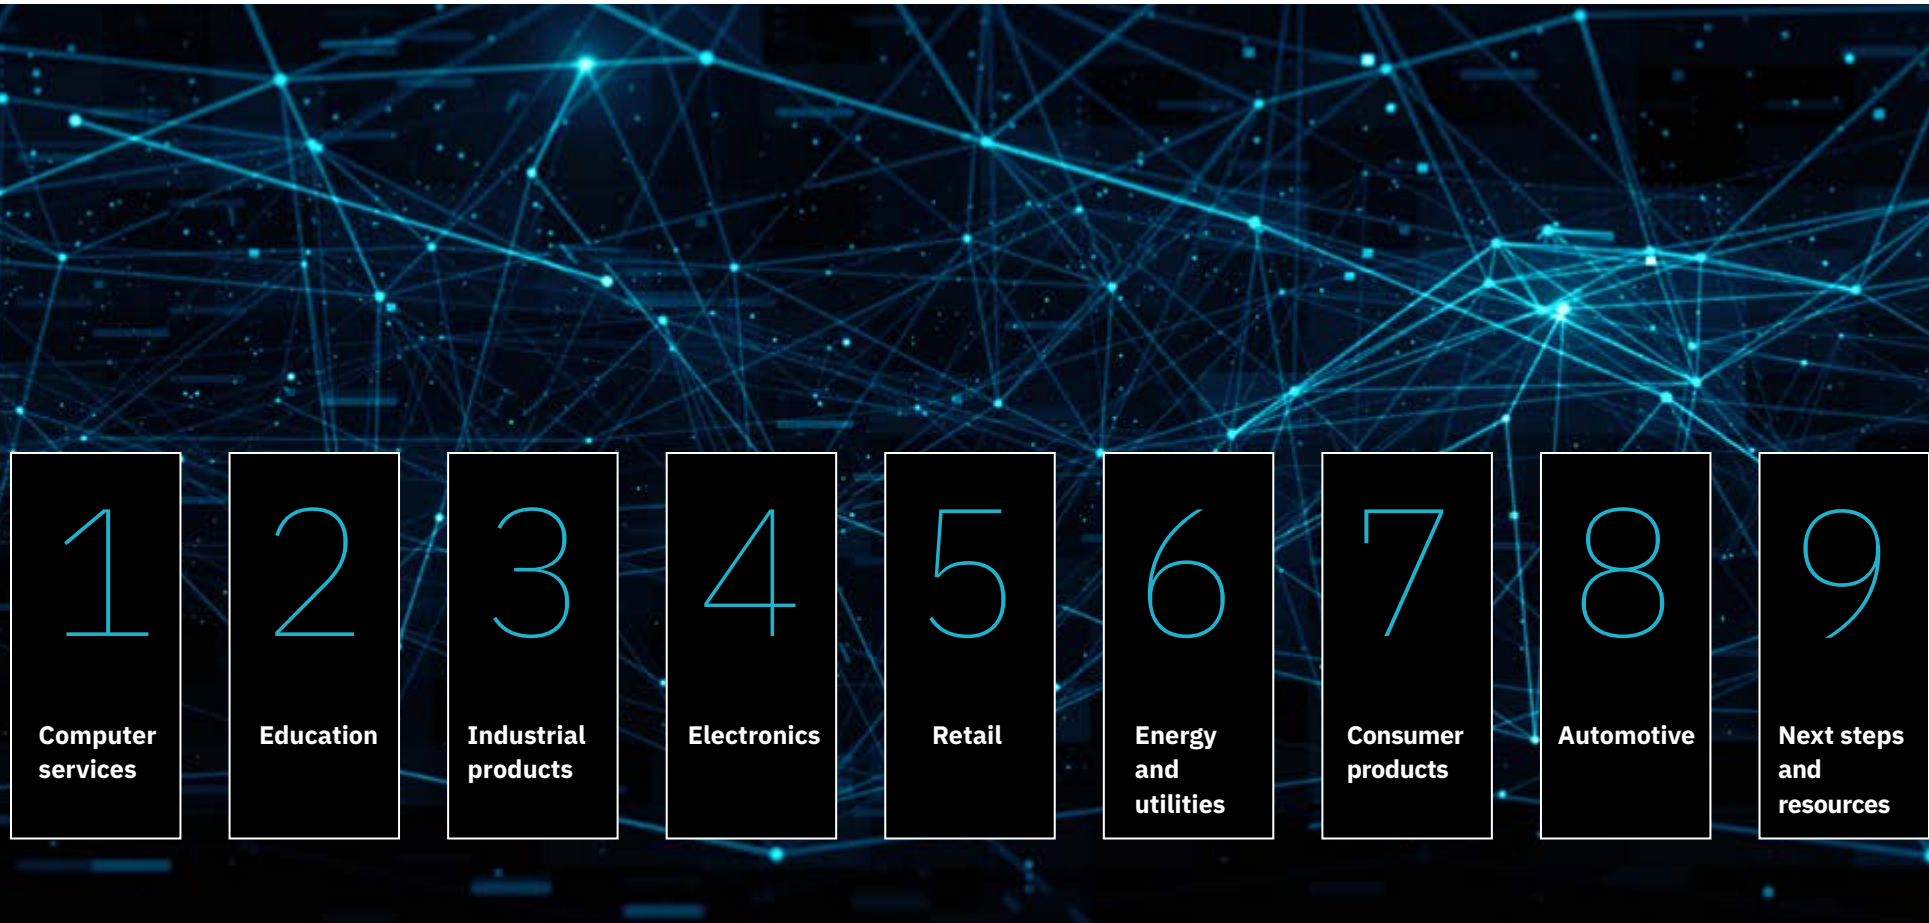 1
Computer
services
2
Education
3
Industrial
products
4
Electronics
5
Retail
6
Energy
and
utilities
7
Consumer
products
8
Automotive
9
Next steps
and
resources